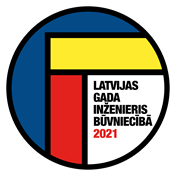 LATVIJAS
GADA
INŽENIERIS
BŪVNIECĪBĀ
2021